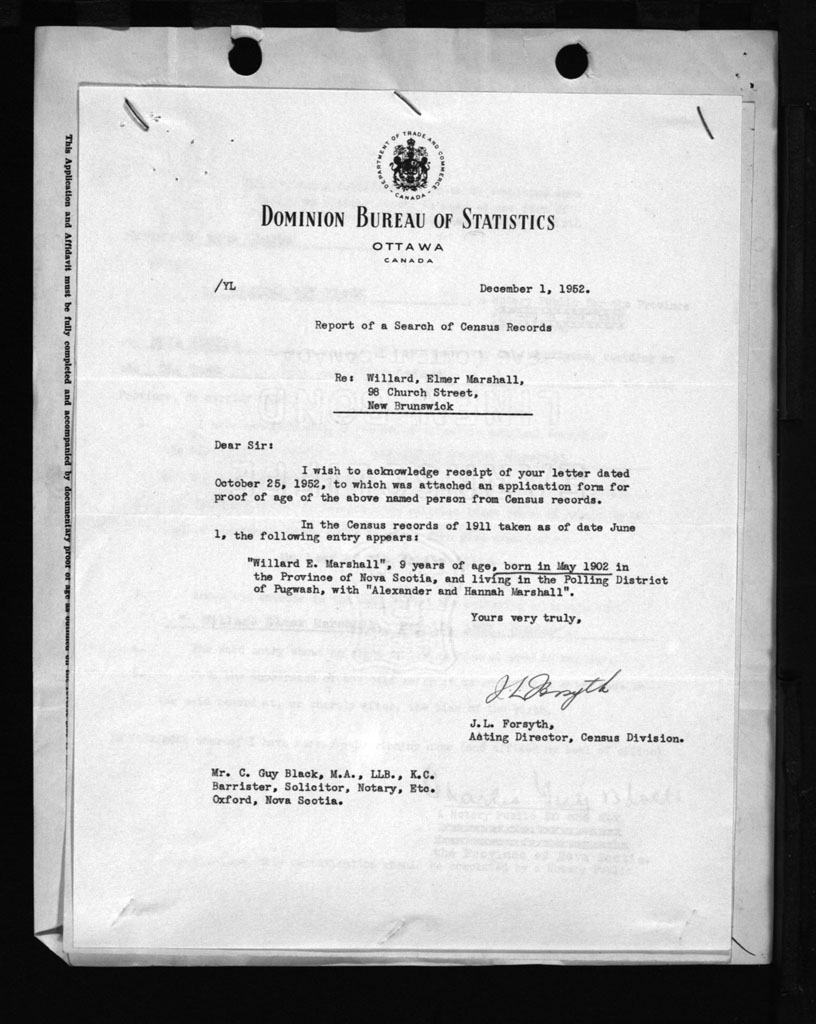 DEPARTMENT OF TRADE AND COMMERCE
- CANADA -
DOMINION BUREAU OF STATISTICS
OTTAWA
CANADA
/YL
December 1, 1952.
Report of a Search of Census Records
Re: Willard, Elmer Marshall,
98 Church Street,
New Brunswick
Dear Sir:
I wish to acknowledge receipt of your letter dated
October 25, 1952, to which was attached an application form for
proof of age of the above named person from Census records.
In the Census records of 1911 taken as of date June
1, the following entry appears:
"Willard E. Marshall", 9 years of age, born in May 1902 in
the Province of Nova Scotia, and living in the Polling District
of Pugwash, with "Alexander and Hannah Marshall".
Yours very truly,
J L Forsyth
J.L. Forsyth,
Acting Director, Census Division.
Mr. C. Guy Black, M.A., LLB., K.C.
Barrister, Solicitor, Notary, Etc.
Oxford, Nova Scotia.
This Application and Affidavit must be fully completed and accompanied by documentary proof of age as